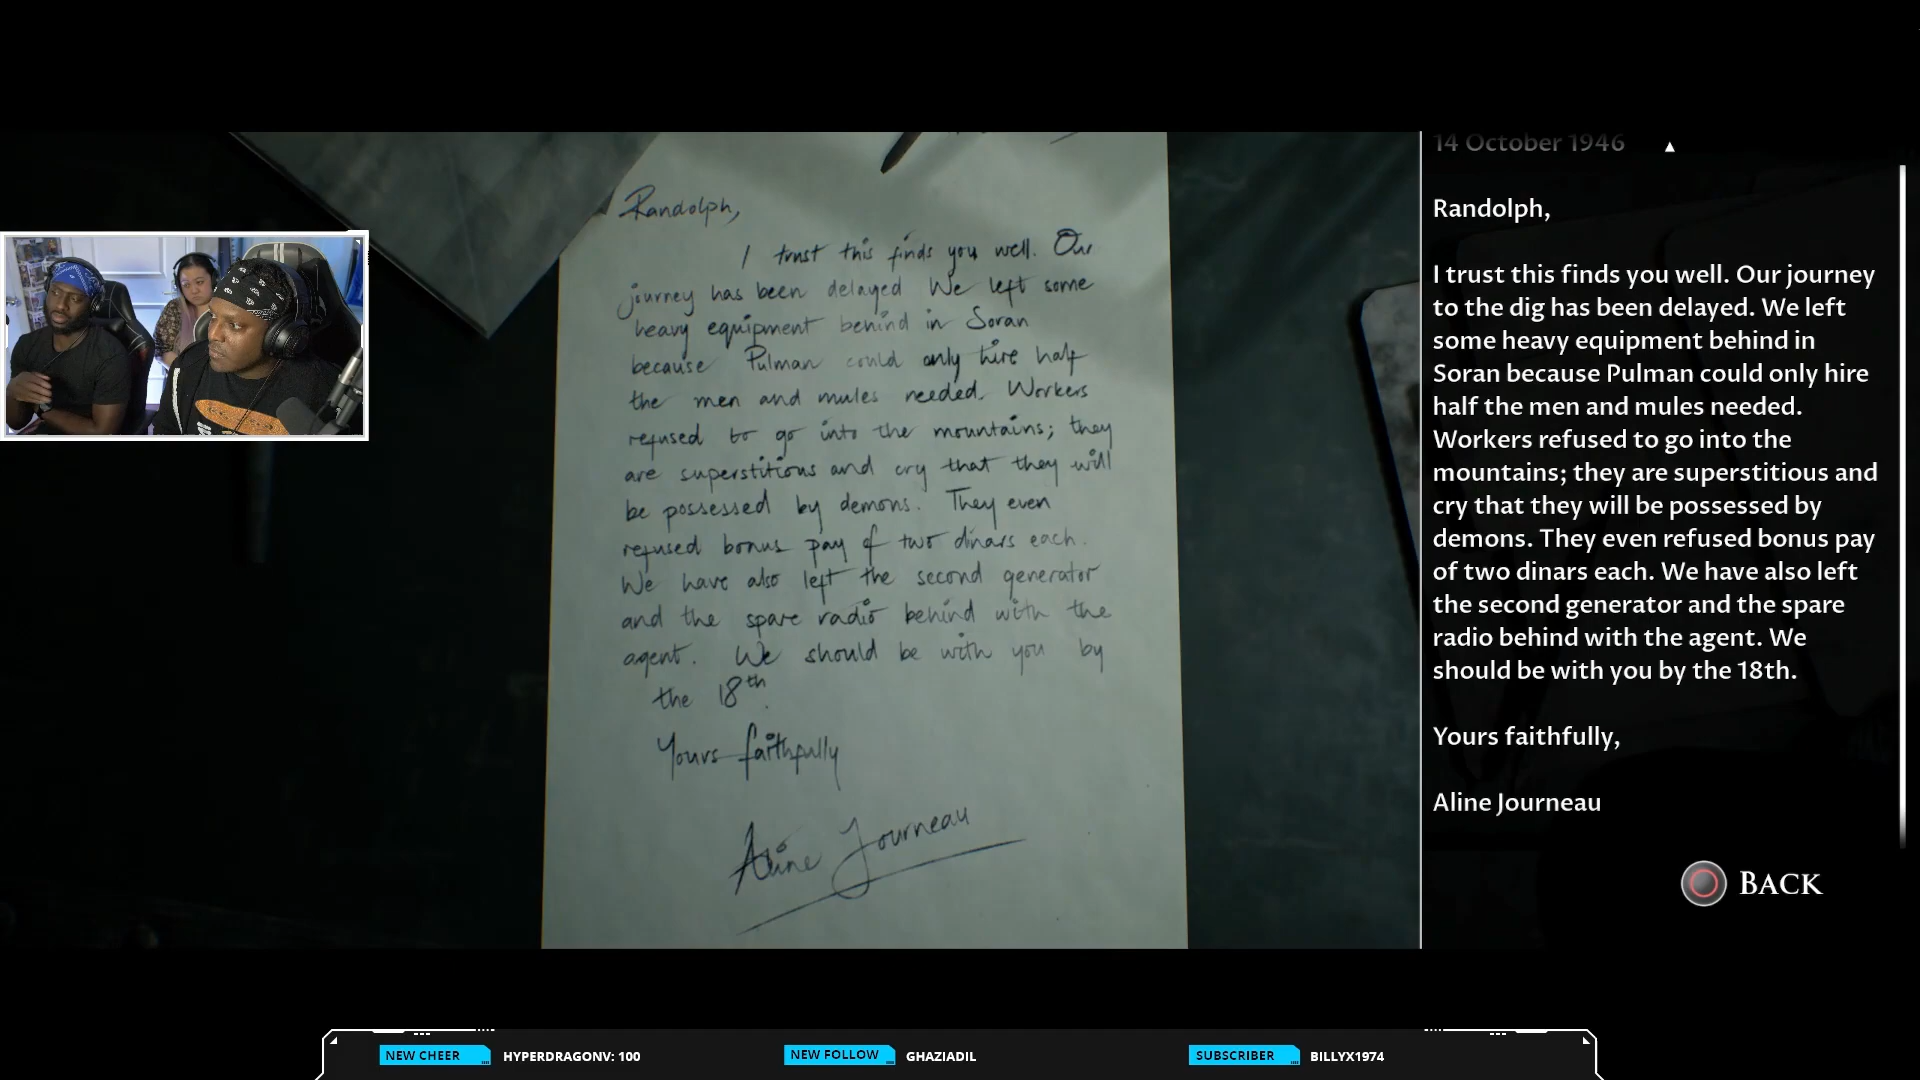 Randolph,
I trust this finds you well. Our
journey has been delayed We left some
heavy equipment behind in Soran
because Pulman could only hire half
the men and mules needed. Workers
refused to go into the mountains; they
are superstitious and cry that they will
be possessed by demons. They even
refused bonus pay of two dinars each.
We have also left the second generator
and the spare radio behind with the
agent. We should be with you by
the 18th.
Yours faithfully
Aline Journeau
14 October 1946
Randolph,
I trust this finds you well. Our journey
to the dig has been delayed. We left
some heavy equipment behind in
Soran because Pulman could only hire
half the men and mules needed.
Workers refused to go into the
mountains; they are superstitious and
cry that they will be possessed by
demons. They even refused bonus pay
of two dinars each. We have also left
the second generator and the spare
radio behind with the agent. We
should be with you by the 18th.
Yours faithfully,
Aline Journeau
BACK
NEW CHEER HYPERDRAGONV: 100
NEW FOLLOW GHAZIADIL
SUBSCRIBER BILLYX1974